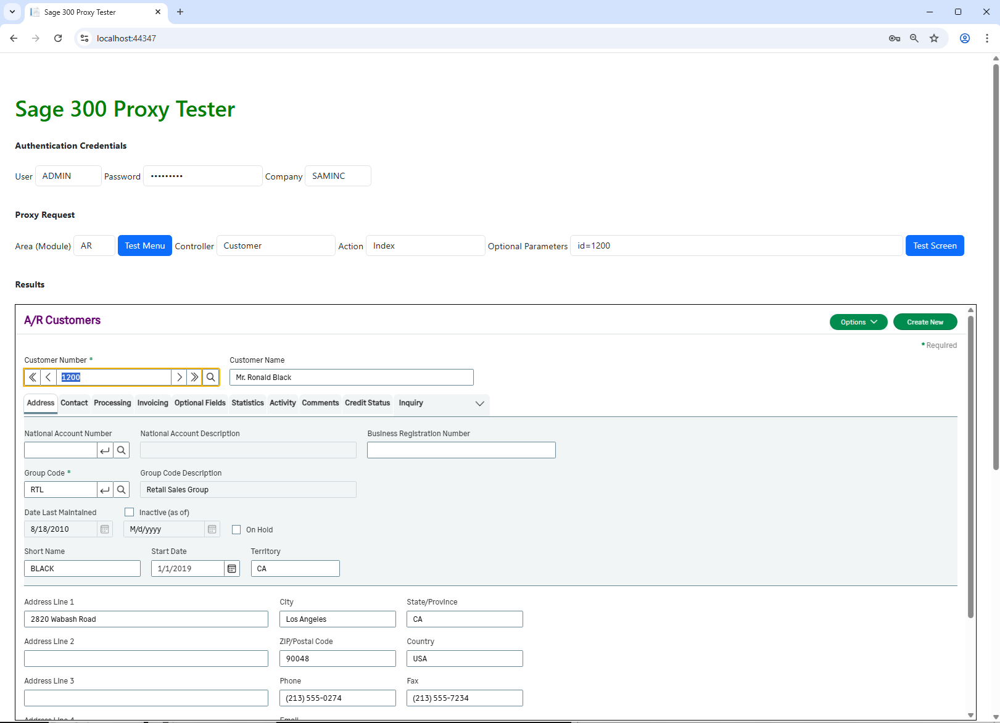 Sage 300 Proxy Tester
localhost:44347
Sage 300 Proxy Tester
Authentication Credentials
User ADMIN Password ••••••••• Company SAMINC
Proxy Request
Area (Module) AR Test Menu Controller Customer Action Index Optional Parameters id=1200 Test Screen
Results
A/R Customers Options Create New
* Required
Customer Number * Customer Name
1200 Mr. Ronald Black
Address Contact Processing Invoicing Optional Fields Statistics Activity Comments Credit Status Inquiry
National Account Number National Account Description Business Registration Number
Group Code * Group Code Description
RTL Retail Sales Group
Date Last Maintained Inactive (as of)
8/18/2010 M/d/yyyy On Hold
Short Name Start Date Territory
BLACK 1/1/2019 CA
Address Line 1 City State/Province
2820 Wabash Road Los Angeles CA
Address Line 2 ZIP/Postal Code Country
90048 USA
Address Line 3 Phone Fax
(213) 555-0274 (213) 555-7234
Address Line 4 Email